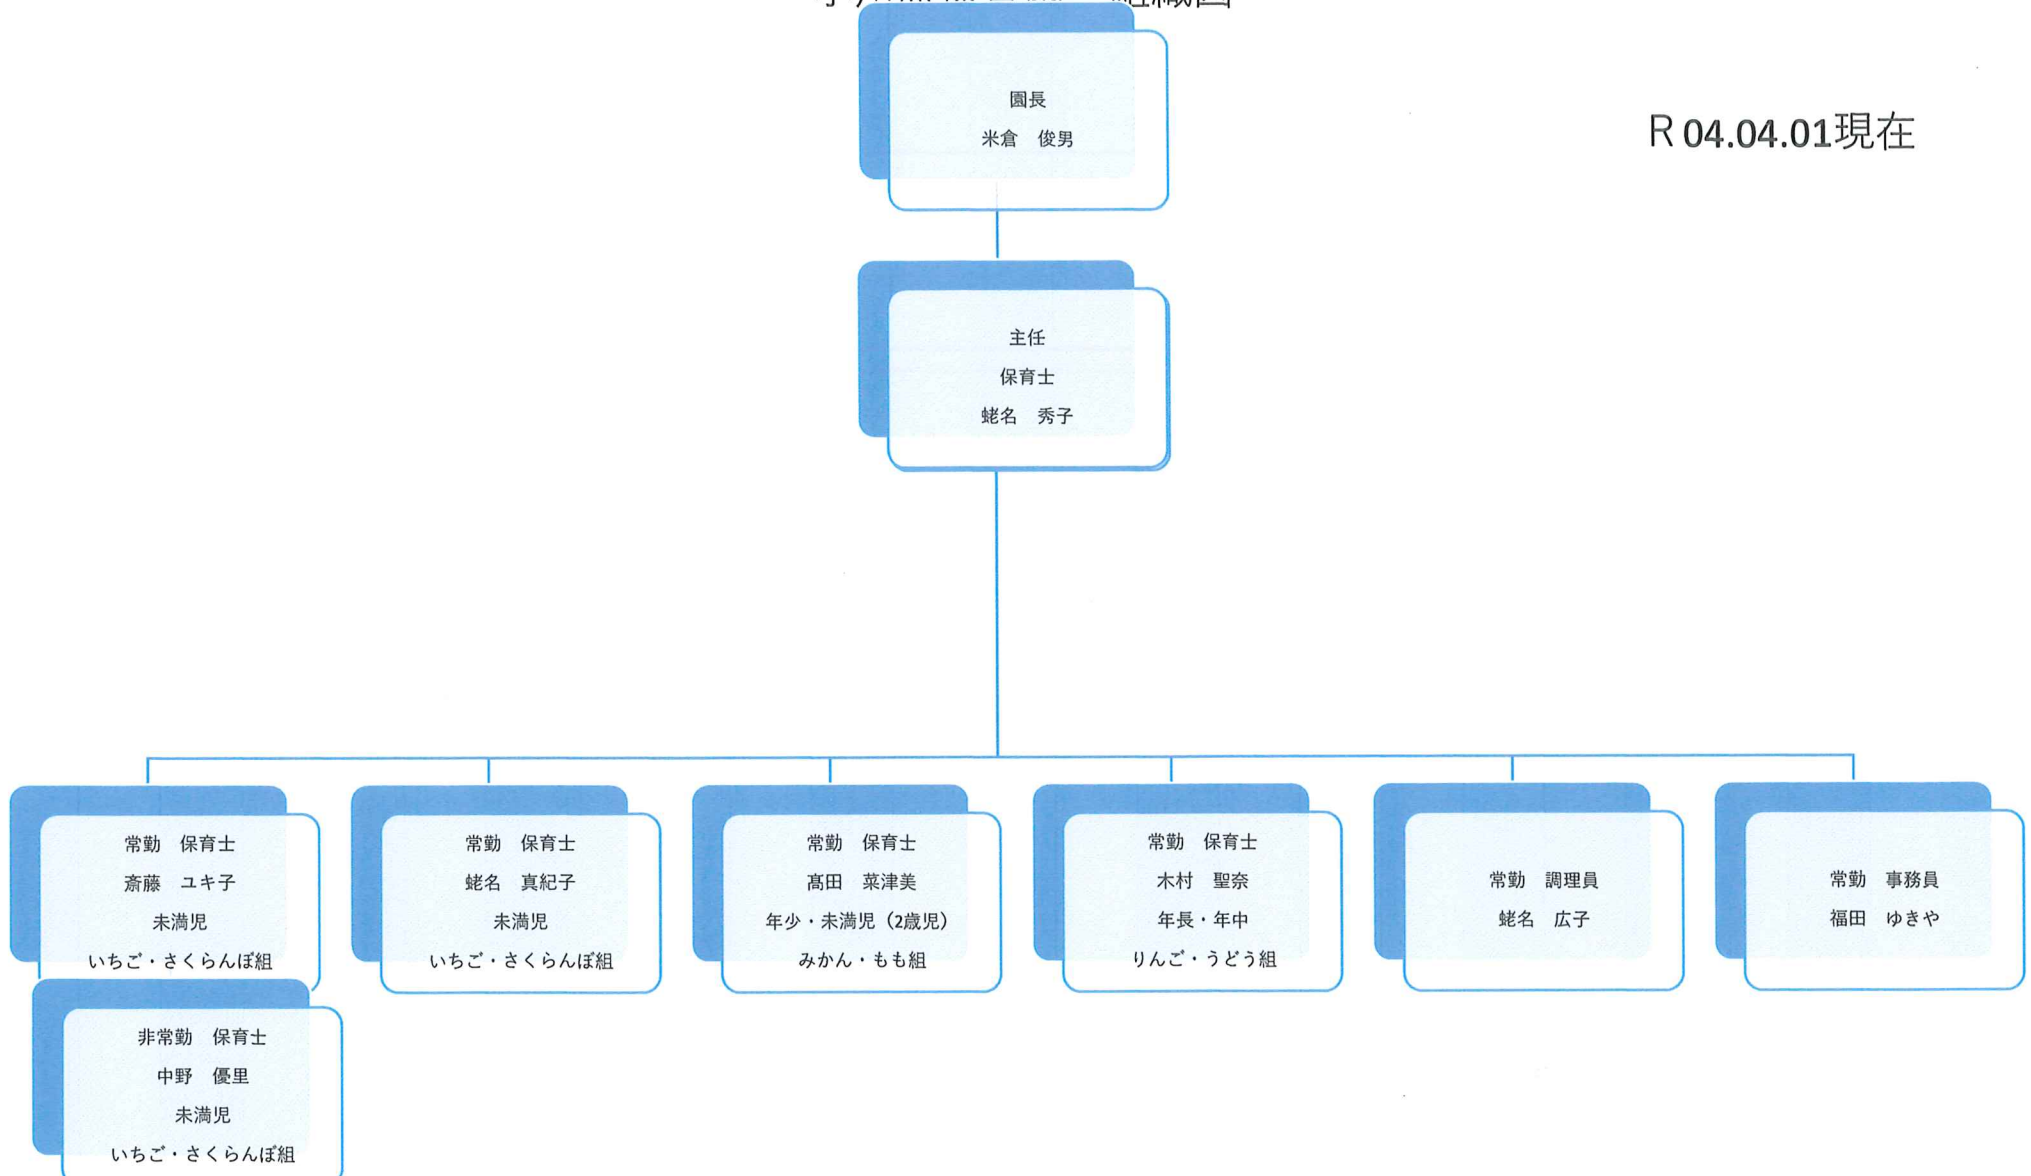 組織図
R 04.04.01現在
園長
米倉　俊男
主任
保育士
蛯名　秀子
常勤　保育士
斎藤　ユキ子
未満児
いちご・さくらんぼ組
常勤　保育士
蛯名　真紀子
未満児
いちご・さくらんぼ組
常勤　保育士
髙田　菜津美
年少・未満児（2歳児）
みかん・もも組
常勤　保育士
木村　聖奈
年長・年中
りんご・うどう組
常勤　調理員
蛯名　広子
常勤　事務員
福田　ゆきや
非常勤　保育士
中野　優里
未満児
いちご・さくらんぼ組